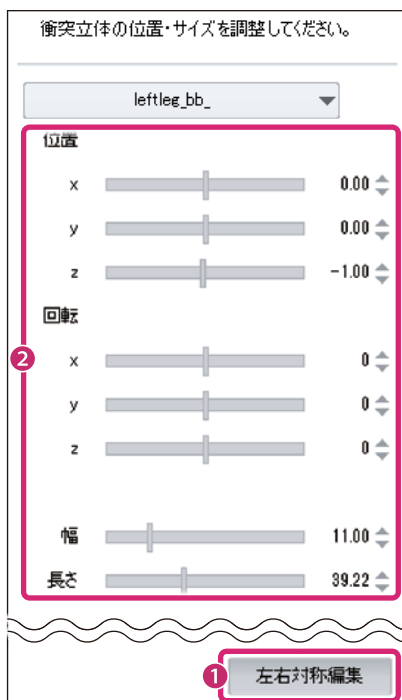 衝突立体の位置・サイズを調整してください。
leftleg_bb_
位置
x 0.00
y 0.00
z -1.00
回転
2
x 0
y 0
z 0
幅 11.00
長さ 39.22
1 左右対称編集